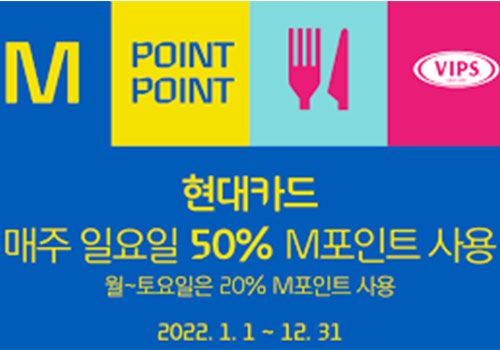 M
POINT
POINT
VIPS
현대카드
매주 일요일 50% M포인트 사용
월~토요일은 20% M포인트 사용
2022. 1. 1 ~ 12. 31